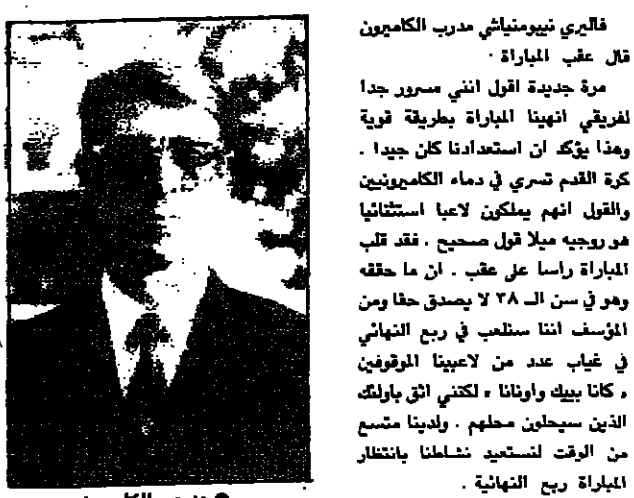 فاليري نيبومنياشي مدرب الكاميرون
قال عقب المباراة ·
مرة جديدة اقول انني مسرور جدا
لفريقي انهينا المباراة بطريقة قوية
وهذا يؤكد ان استعدادنا كان جيدا .
كرة القدم تسري في دماء الكاميرونيين
والقول انهم يملكون لاعبا استثنائيا
هو روجيه ميلا قول صحيح . فقد قلب
المباراة راسا على عقب . ان ما حققه
وهو في سن الـ ٣٨ لا يصدق حقا ومن
المؤسف اننا سنلعب في ربع النهائي
في غياب عدد من لاعبينا الموقوفين
« كانا بييك واونانا » لكنني اثق باولئك
الذين سيحلون محلهم . ولدينا متسع
من الوقت لنستعيد نشاطنا بانتظار
المباراة ربع النهائية .